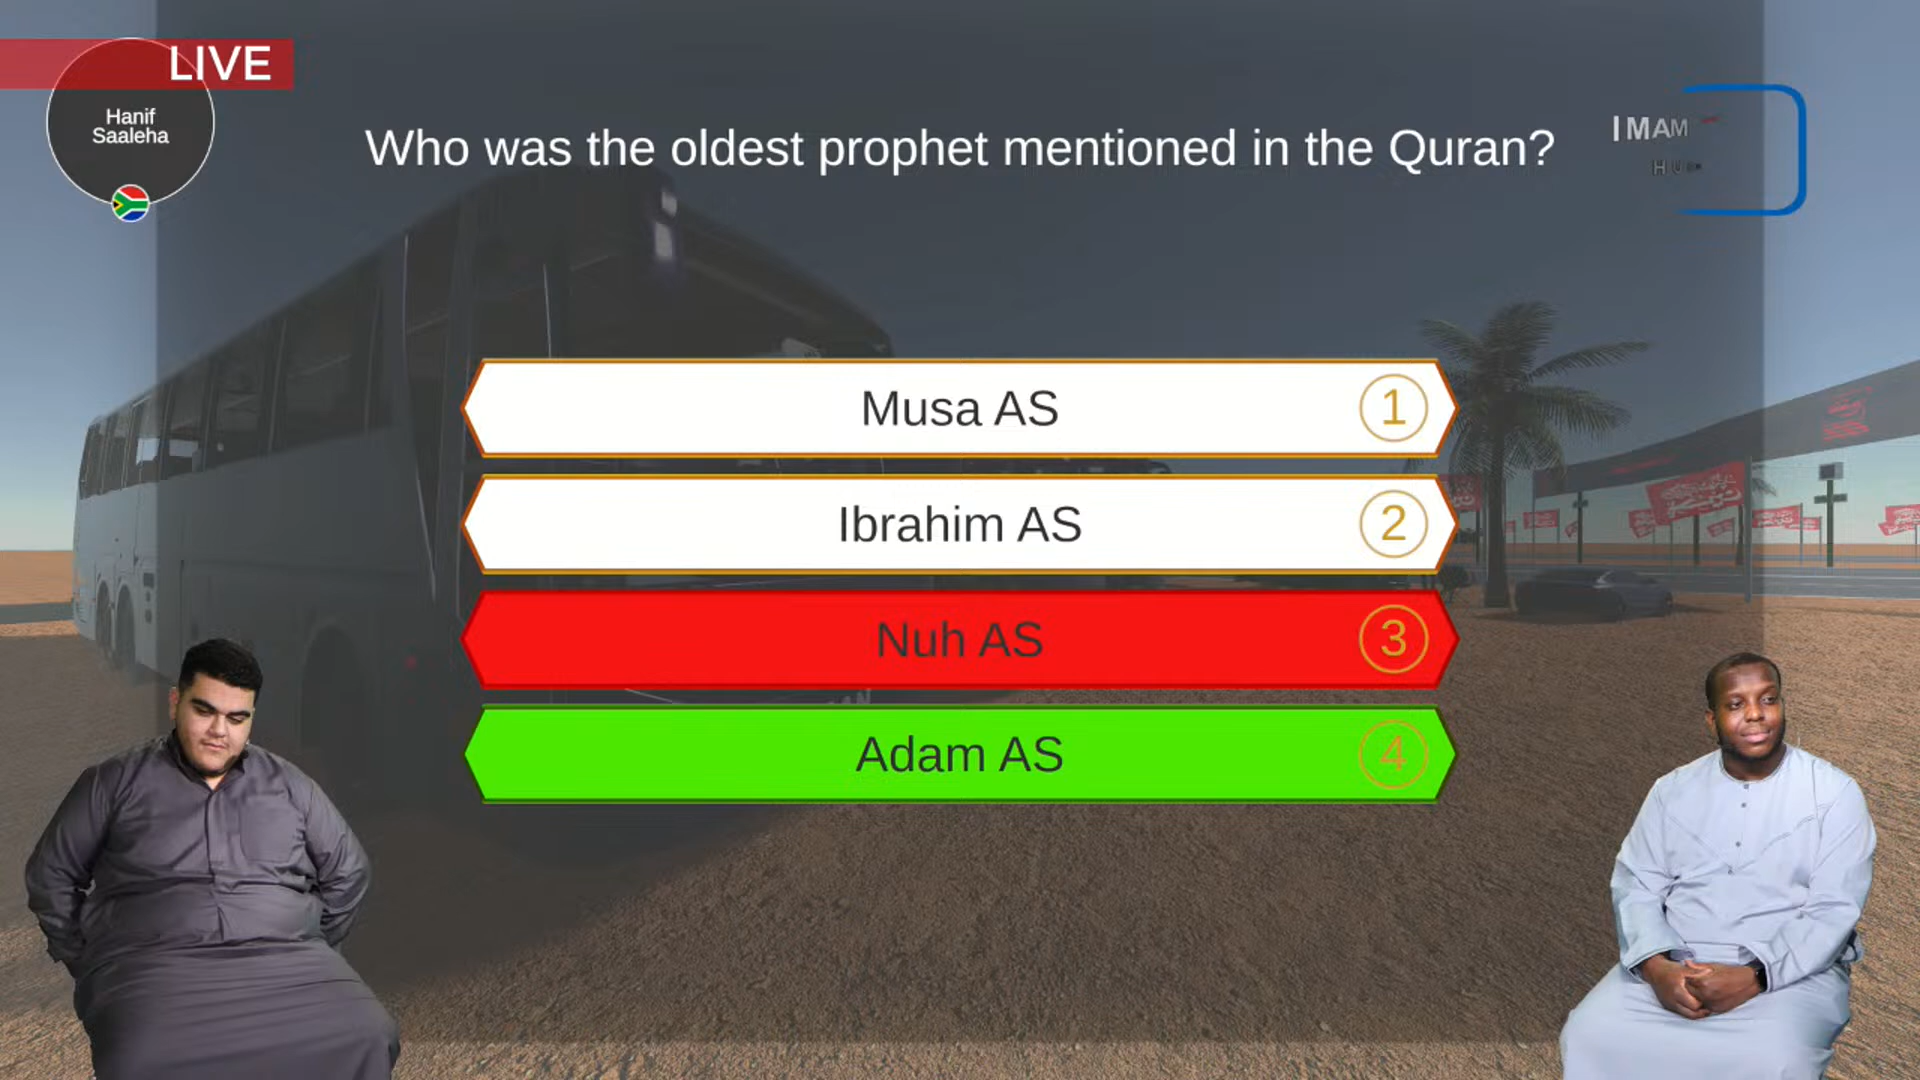 LIVE
Hanif
Saaleha
Who was the oldest prophet mentioned in the Quran?
IMAM
HUB
Musa AS
1
Ibrahim AS
2
Nuh AS
3
Adam AS
4